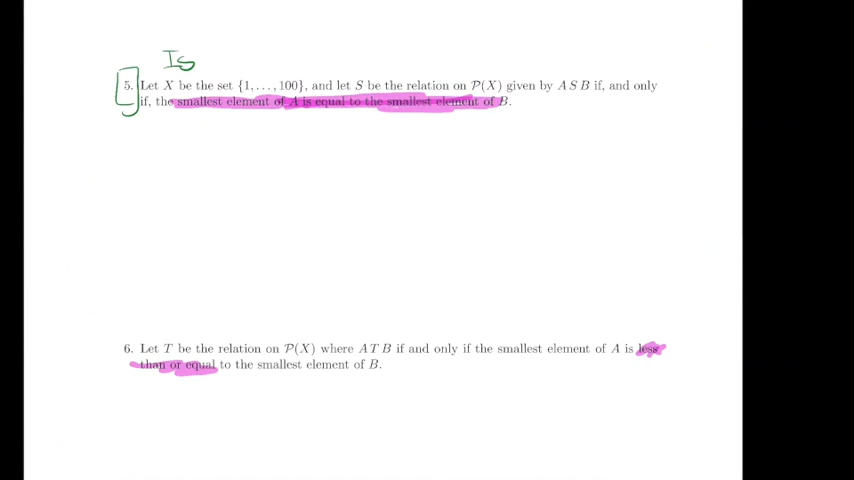 Is
5. Let X be the set {1, . . . , 100}, and let S be the relation on 𝒫(X) given by A S B if, and only
if, the smallest element of A is equal to the smallest element of B.
6. Let T be the relation on 𝒫(X) where A T B if and only if the smallest element of A is less
than or equal to the smallest element of B.